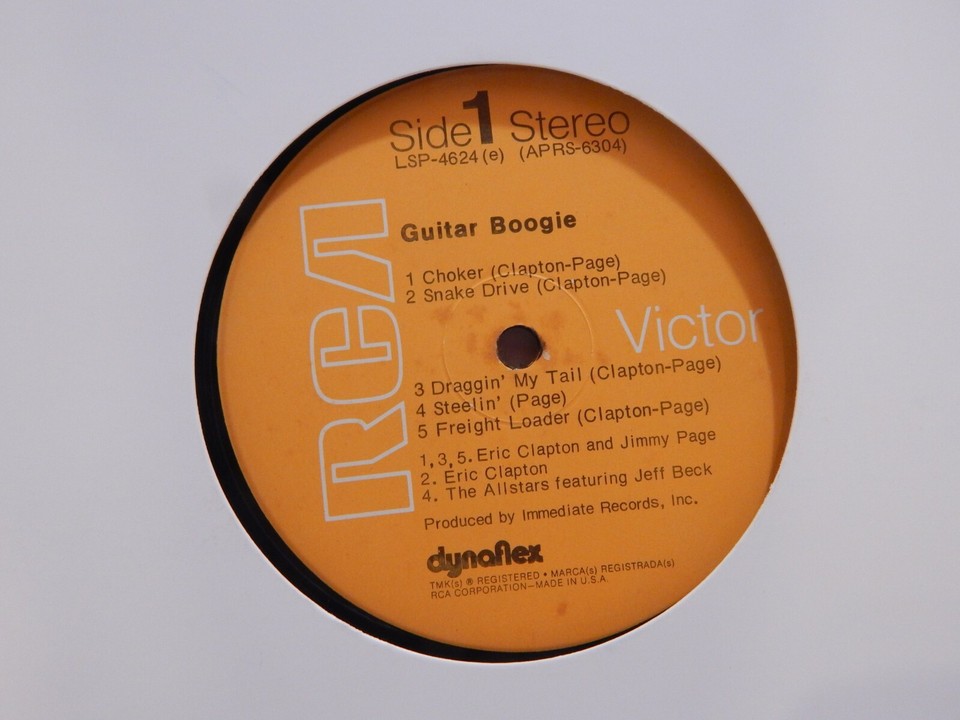 Side 1 Stereo
LSP-4624 (e) (APRS-6304)
RCA
Guitar Boogie
1 Choker (Clapton-Page)
2 Snake Drive (Clapton-Page)
Victor
3 Draggin' My Tail (Clapton-Page)
4 Steelin' (Page)
5 Freight Loader (Clapton-Page)
1,3,5. Eric Clapton and Jimmy Page
2. Eric Clapton
4. The Allstars featuring Jeff Beck
Produced by Immediate Records, Inc.
dynaflex
TMK(s) ® REGISTERED • MARCA(s) REGISTRADA(s)
RCA CORPORATION—MADE IN U.S.A.